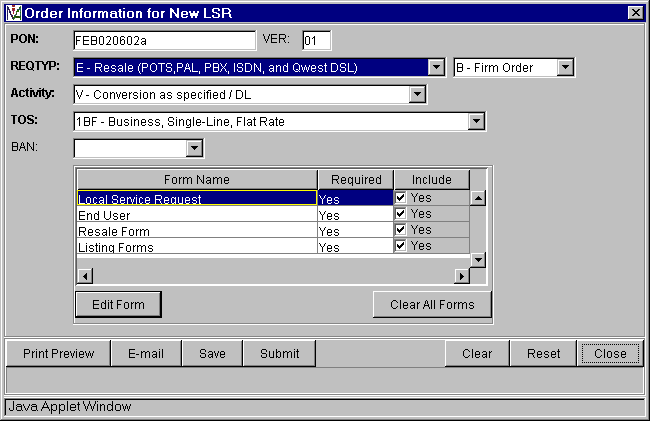 Order Information for New LSR
PON: FEB020602a VER: 01
REQTYP: E - Resale (POTS,PAL, PBX, ISDN, and Qwest DSL) B - Firm Order
Activity: V - Conversion as specified / DL
TOS: 1BF - Business, Single-Line, Flat Rate
BAN:
Form Name Required Include
Local Service Request Yes Yes
End User Yes Yes
Resale Form Yes Yes
Listing Forms Yes Yes
Edit Form Clear All Forms
Print Preview E-mail Save Submit Clear Reset Close
Java Applet Window